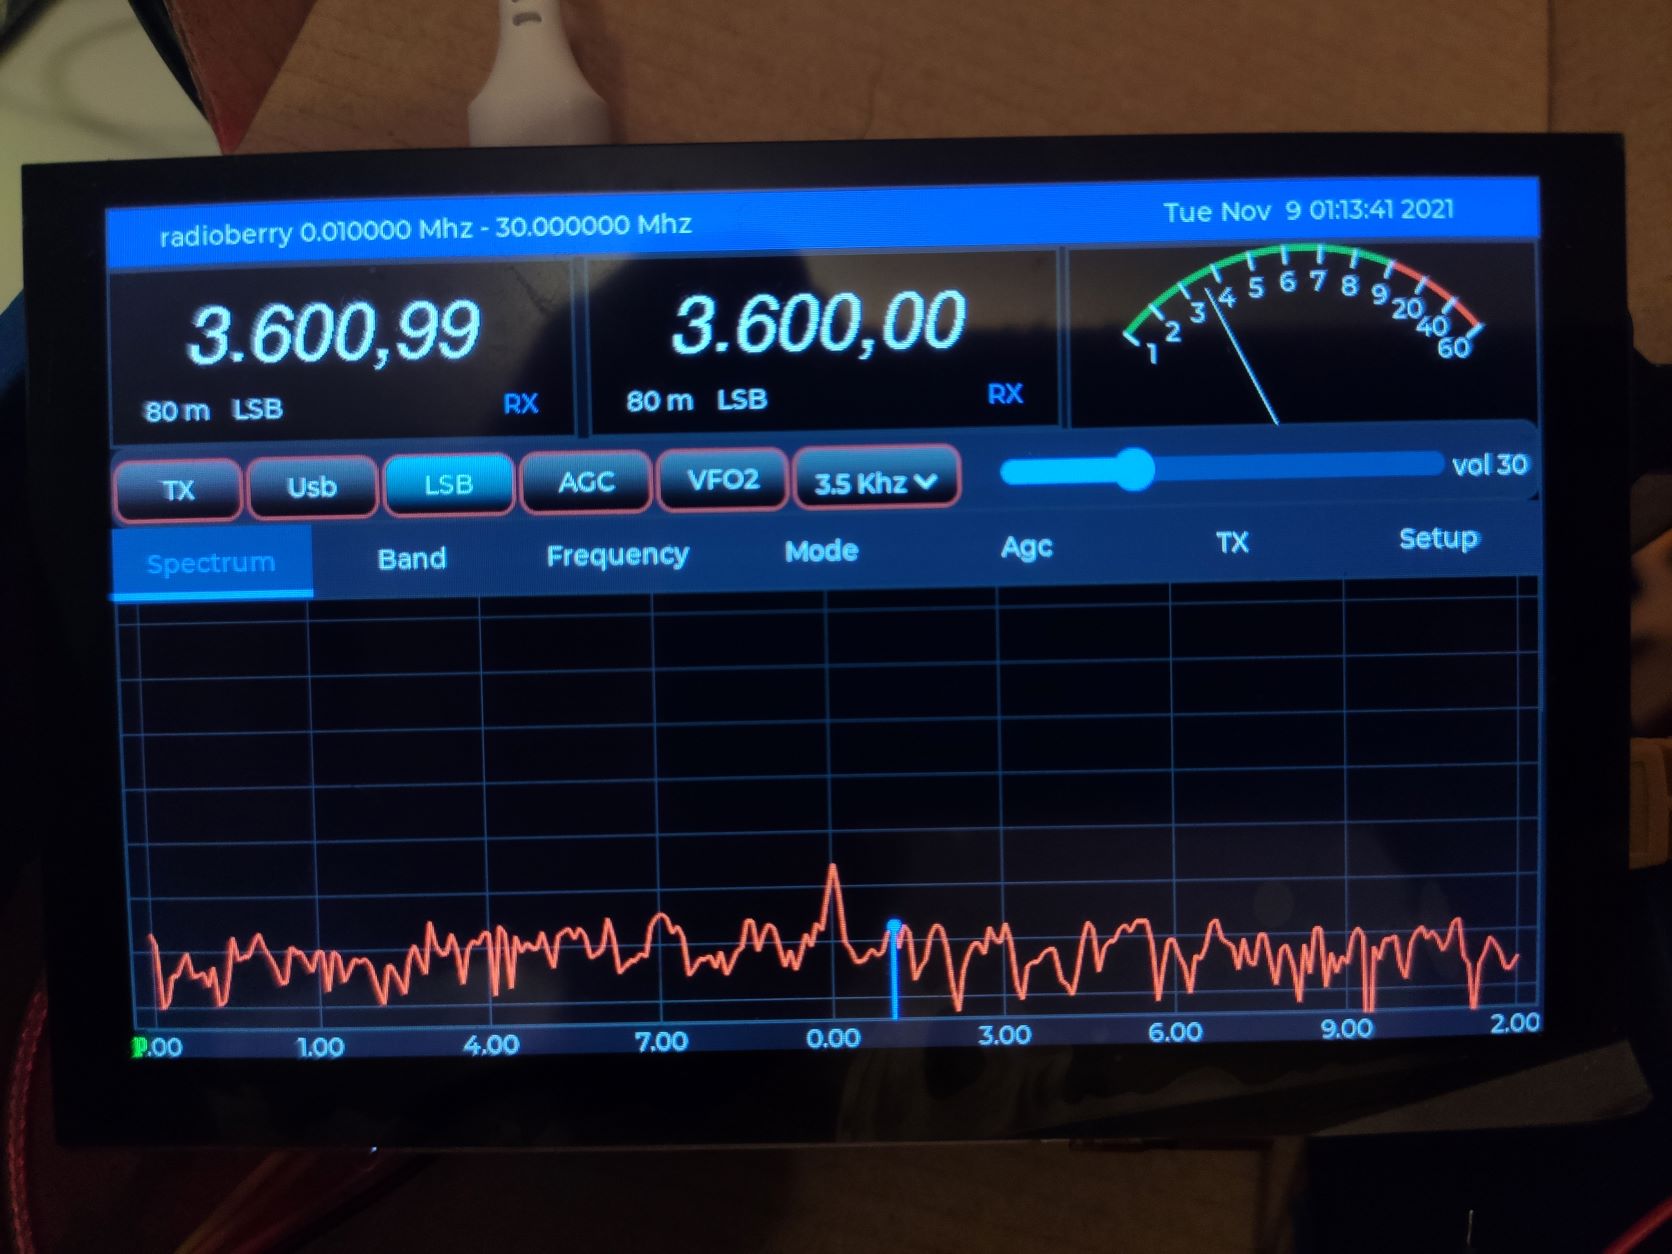 radioberry 0.010000 Mhz - 30.000000 Mhz
Tue Nov 9 01:13:41 2021
3.600,99
80 m LSB RX
3.600,00
80 m LSB RX
1 2 3 4 5 6 7 8 9 20 40 60
TX Usb LSB AGC VFO2 3.5 Khz
vol 30
Spectrum Band Frequency Mode Agc TX Setup
.00 1.00 4.00 7.00 0.00 3.00 6.00 9.00 2.00